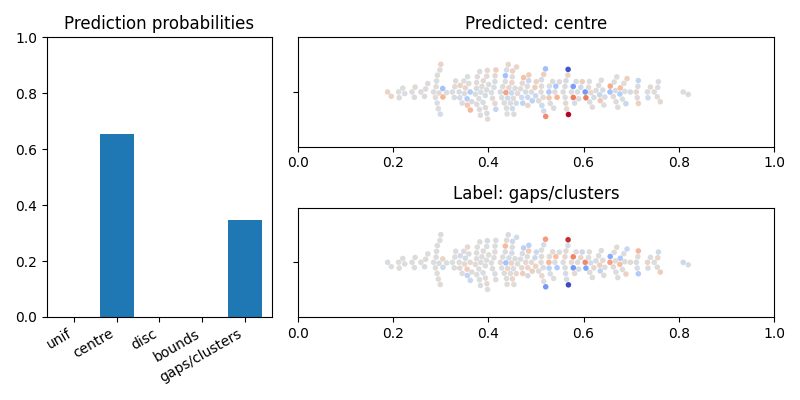 Prediction probabilities
1.0
0.8
0.6
0.4
0.2
0.0
unif
centre
disc
bounds
gaps/clusters
Predicted: centre
0.0 0.2 0.4 0.6 0.8 1.0
Label: gaps/clusters
0.0 0.2 0.4 0.6 0.8 1.0